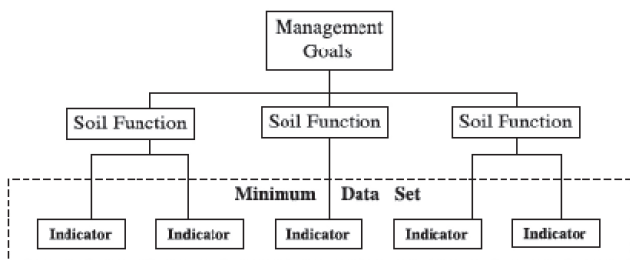 Management
Goals
Soil Function Soil Function Soil Function
Minimum Data Set
Indicator Indicator Indicator Indicator Indicator